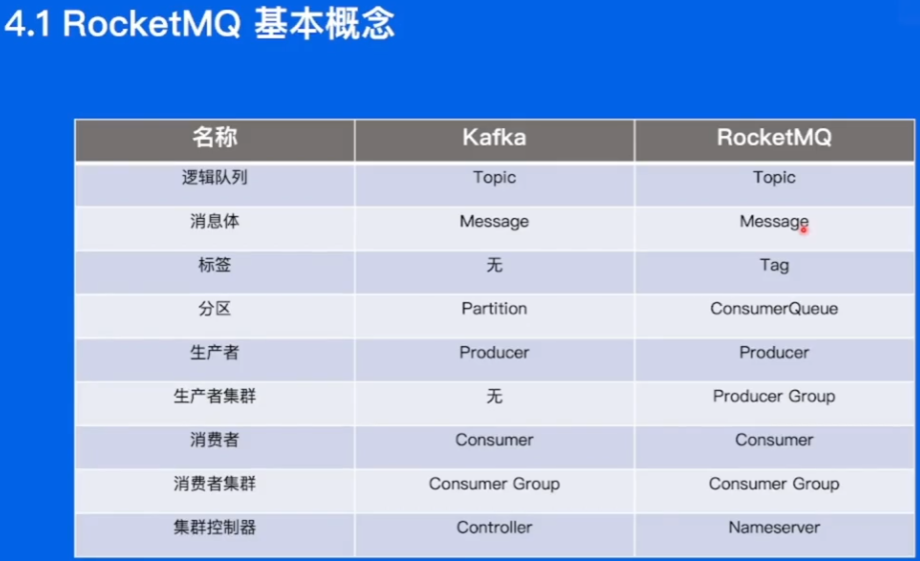 4.1 RocketMQ 基本概念
名称 Kafka RocketMQ
逻辑队列 Topic Topic
消息体 Message Message
标签 无 Tag
分区 Partition ConsumerQueue
生产者 Producer Producer
生产者集群 无 Producer Group
消费者 Consumer Consumer
消费者集群 Consumer Group Consumer Group
集群控制器 Controller Nameserver